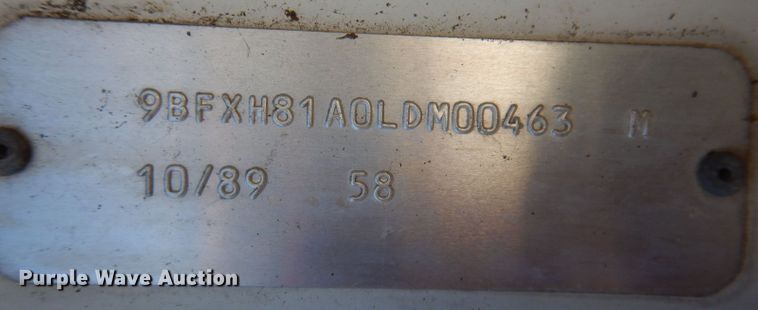 9BFXH81A0LDM00463 M
10/89 58
Purple Wave Auction